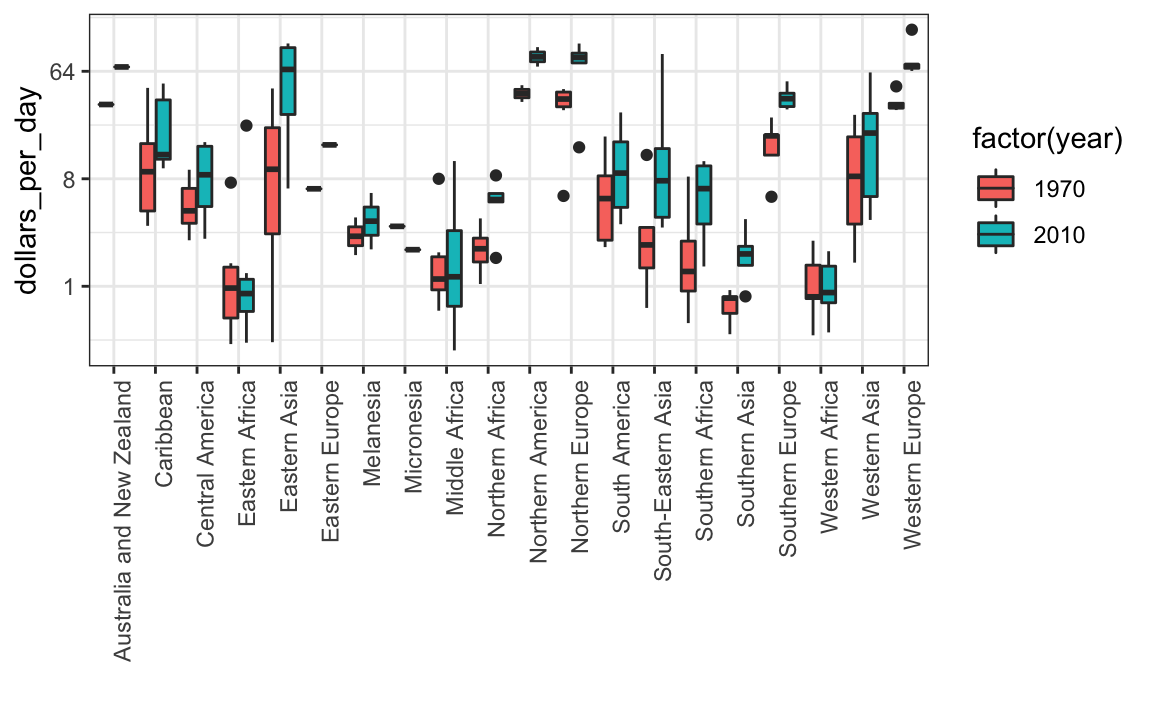 dollars_per_day
64
8
1
Australia and New Zealand
Caribbean
Central America
Eastern Africa
Eastern Asia
Eastern Europe
Melanesia
Micronesia
Middle Africa
Northern Africa
Northern America
Northern Europe
South America
South-Eastern Asia
Southern Africa
Southern Asia
Southern Europe
Western Africa
Western Asia
Western Europe
factor(year)
1970
2010